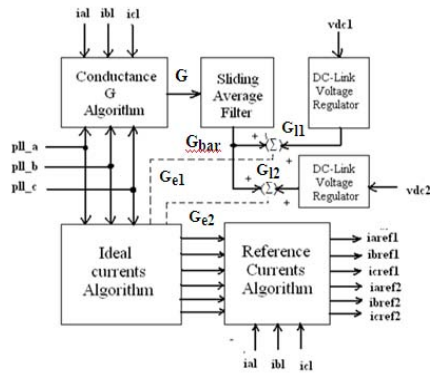 ial ibl icl
vdc1
Conductance
G
Algorithm
G
Sliding
Average
Filter
DC-Link
Voltage
Regulator
pll_a
pll_b
pll_c
Gbar
+
Σ
Gl1
+
Ge1
Gl2
+
Σ
+
DC-Link
Voltage
Regulator
vdc2
Ge2
Ideal
currents
Algorithm
Reference
Currents
Algorithm
iaref1
ibref1
icref1
iaref2
ibref2
icref2
ial ibl icl